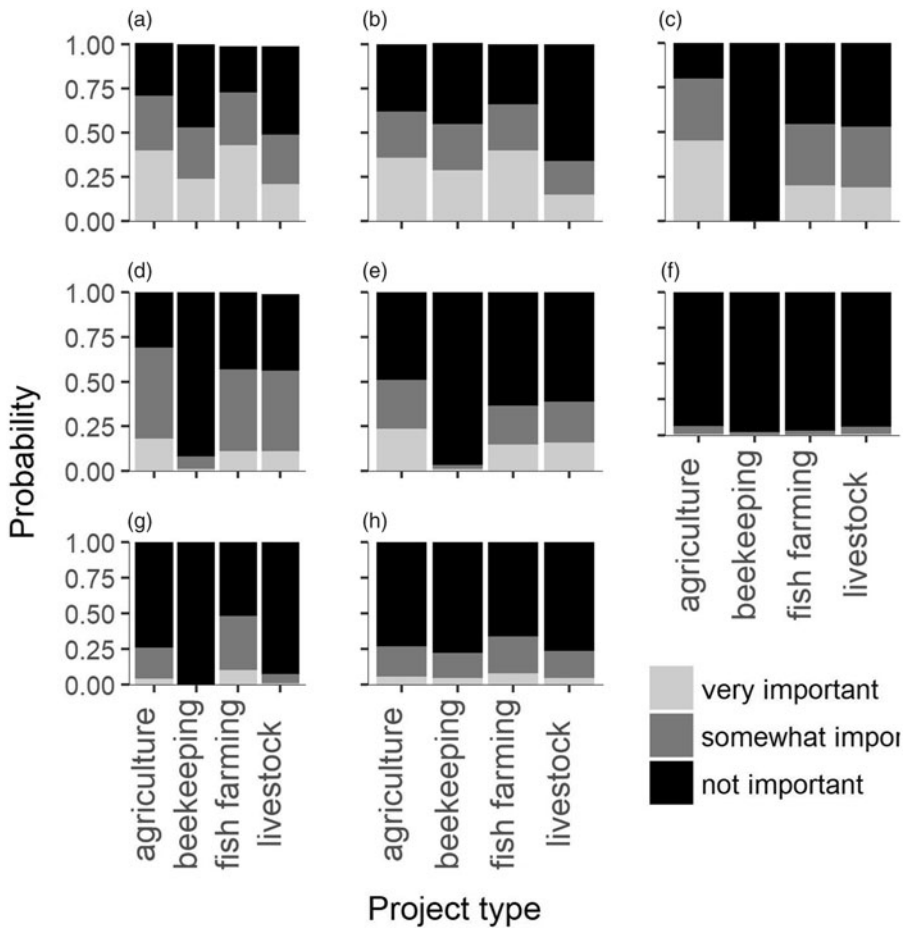 (a) (b) (c)
1.00
0.75
0.50
0.25
0.00
(d) (e) (f)
1.00
0.75
0.50
0.25
0.00
Probability
agriculture
beekeeping
fish farming
livestock
(g) (h)
1.00
0.75
0.50
0.25
0.00
agriculture
beekeeping
fish farming
livestock
agriculture
beekeeping
fish farming
livestock
very important
somewhat impor
not important
Project type